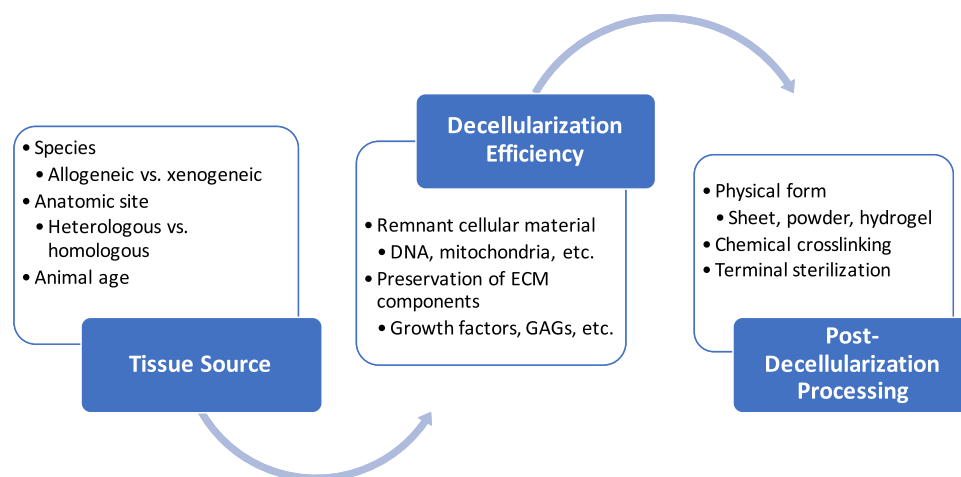 • Species
• Allogeneic vs. xenogeneic
• Anatomic site
• Heterologous vs.
homologous
• Animal age
Tissue Source
Decellularization
Efficiency
• Remnant cellular material
• DNA, mitochondria, etc.
• Preservation of ECM
components
• Growth factors, GAGs, etc.
• Physical form
• Sheet, powder, hydrogel
• Chemical crosslinking
• Terminal sterilization
Post-
Decellularization
Processing